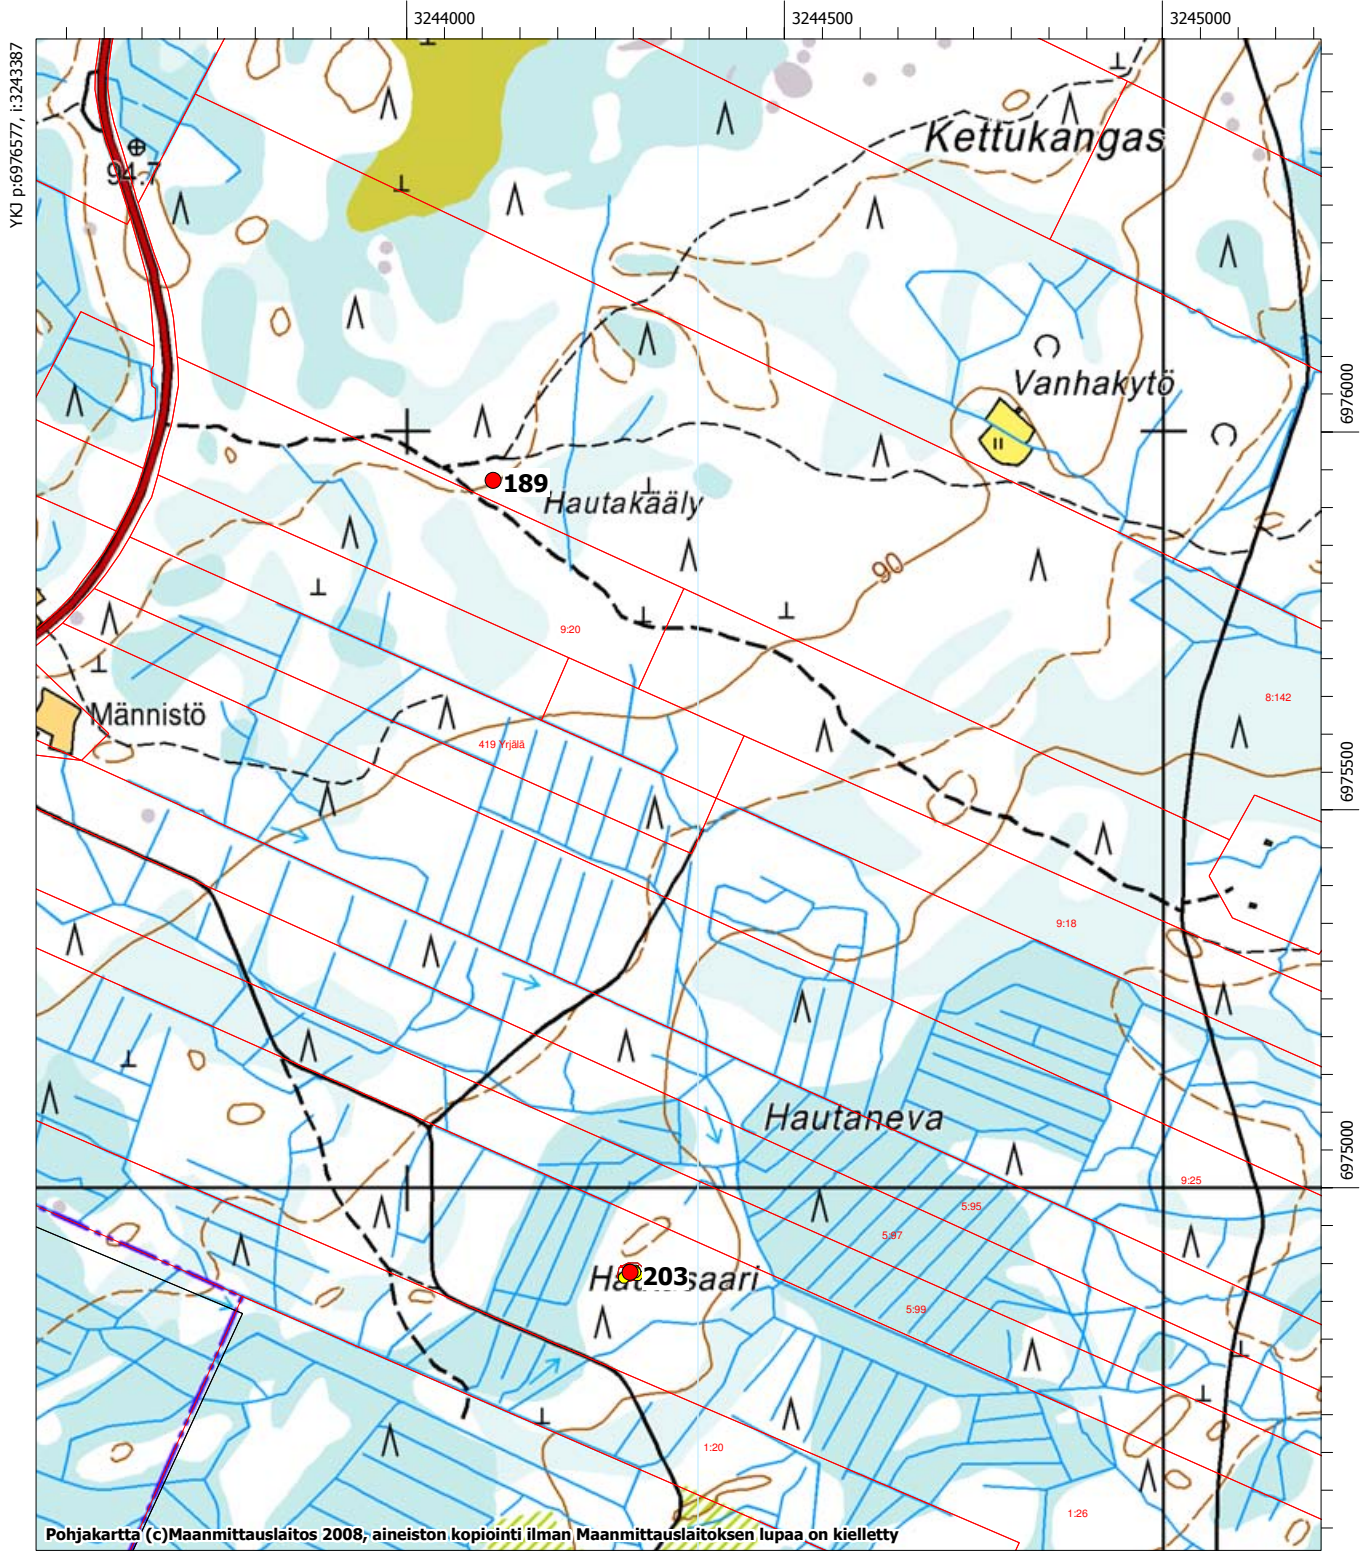 3244000
3244500
3245000
YKJ p:6976577, i:3243387
94.7
Kettukangas
Vanhakytö
6976000
189
Hautakääly
90
9:20
8:142
Männistö
419 Yrjälä
6975500
9:18
Hautaneva
6975000
9:25
5:95
5:97
203
5:99
1:20
1:26
Pohjakartta (c)Maanmittauslaitos 2008, aineiston kopiointi ilman Maanmittauslaitoksen lupaa on kielletty